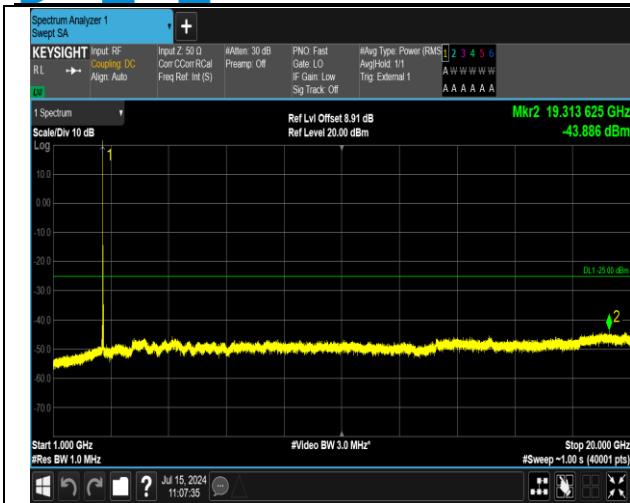 Spectrum Analyzer 1
Swept SA
+
KEYSIGHT
R L
Input: RF
Coupling: DC
Align: Auto
Input Z: 50 Ω
Corr CCorr RCal
Freq Ref: Int (S)
#Atten: 30 dB
Preamp: Off
PNO: Fast
Gate: LO
IF Gain: Low
Sig Track: Off
#Avg Type: Power (RMS
Avg|Hold: 1/1
Trig: External 1
1 2 3 4 5 6
A W W W W W
A A A A A A
1 Spectrum
Scale/Div 10 dB
Log
Ref Lvl Offset 8.91 dB
Ref Level 20.00 dBm
Mkr2 19.313 625 GHz
-43.886 dBm
1
10.0
0.00
-10.0
-20.0
DL1 -25.00 dBm
-30.0
-40.0
2
-50.0
-60.0
-70.0
Start 1.000 GHz
#Res BW 1.0 MHz
#Video BW 3.0 MHz*
Stop 20.000 GHz
#Sweep ~1.00 s (40001 pts)
?
Jul 15, 2024
11:07:35